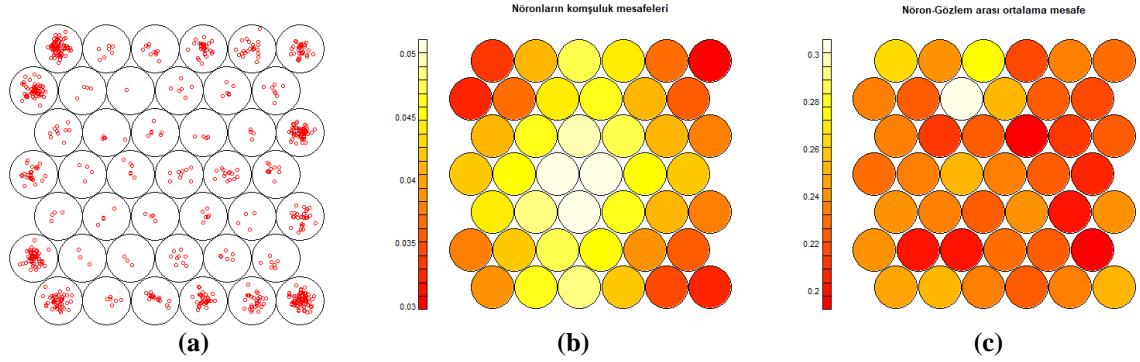 Nöronların komşuluk mesafeleri
Nöron-Gözlem arası ortalama mesafe
0.05
0.045
0.04
0.035
0.03
0.3
0.28
0.26
0.24
0.22
0.2
(a)
(b)
(c)